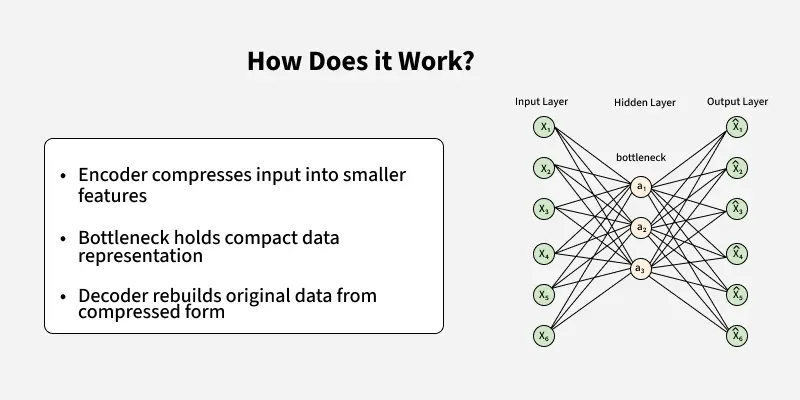 How Does it Work?
Input Layer
Hidden Layer
Output Layer
• Encoder compresses input into smaller
features
• Bottleneck holds compact data
representation
• Decoder rebuilds original data from
compressed form
bottleneck
X₁
X₂
X₃
X₄
X₅
X₆
a₁
a₂
a₃
X̂₁
X̂₂
X̂₃
X̂₄
X̂₅
X̂₆